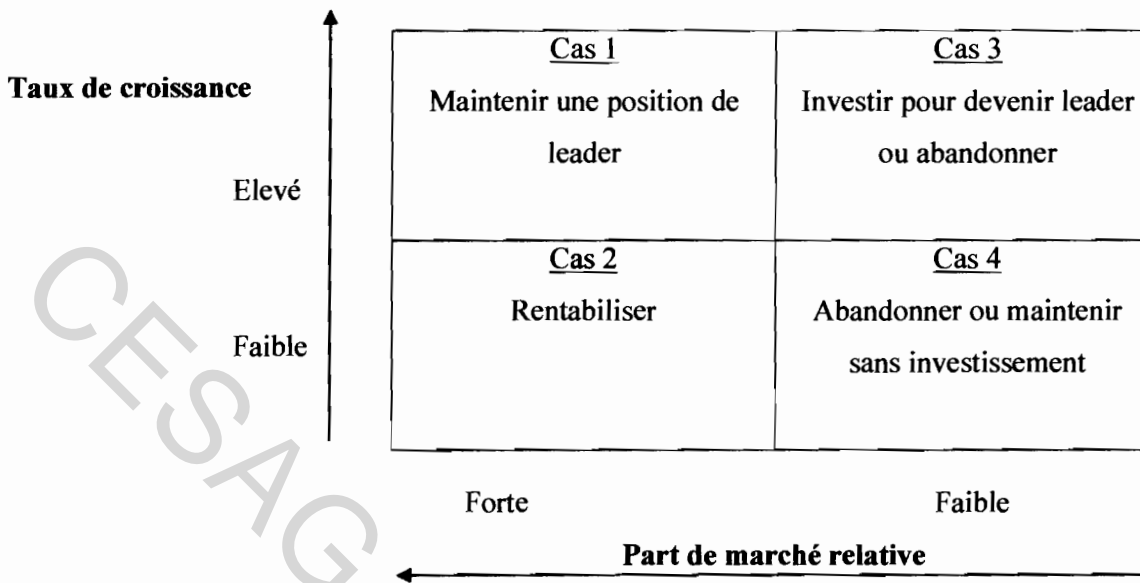 Taux de croissance
Elevé
Faible
Cas 1
Maintenir une position de
leader
Cas 3
Investir pour devenir leader
ou abandonner
Cas 2
Rentabiliser
Cas 4
Abandonner ou maintenir
sans investissement
Forte
Faible
Part de marché relative
CESAG